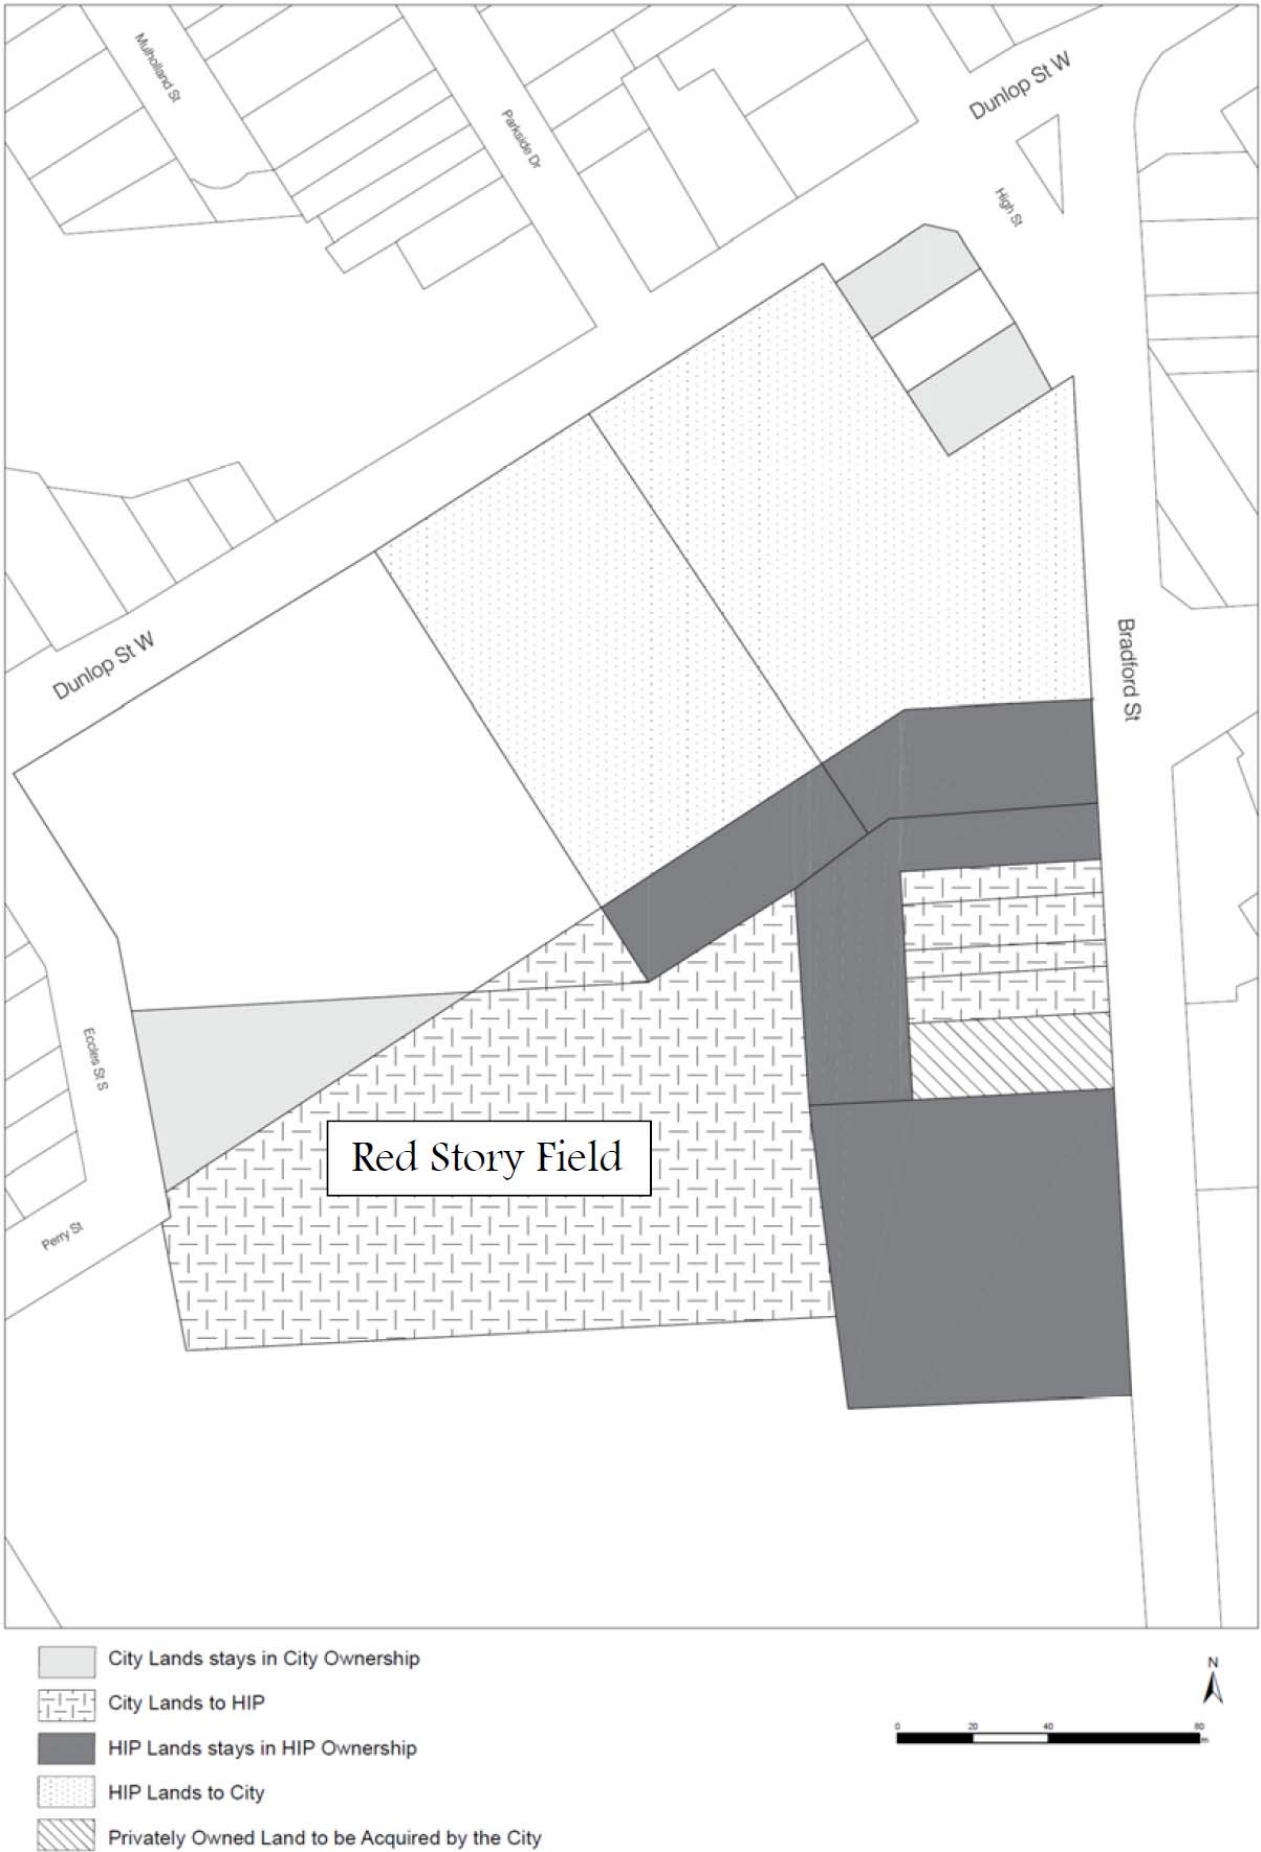 Mulholland St
Parkside Dr
Dunlop St W
High St
Dunlop St W
Bradford St
Eccles St S
Red Story Field
Perry St
City Lands stays in City Ownership
City Lands to HIP
HIP Lands stays in HIP Ownership
HIP Lands to City
Privately Owned Land to be Acquired by the City
N
0 20 40 80
m